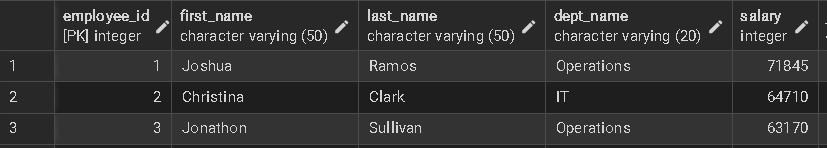 employee_id first_name last_name dept_name salary
[PK] integer character varying (50) character varying (50) character varying (20) integer
1 1 Joshua Ramos Operations 71845
2 2 Christina Clark IT 64710
3 3 Jonathon Sullivan Operations 63170